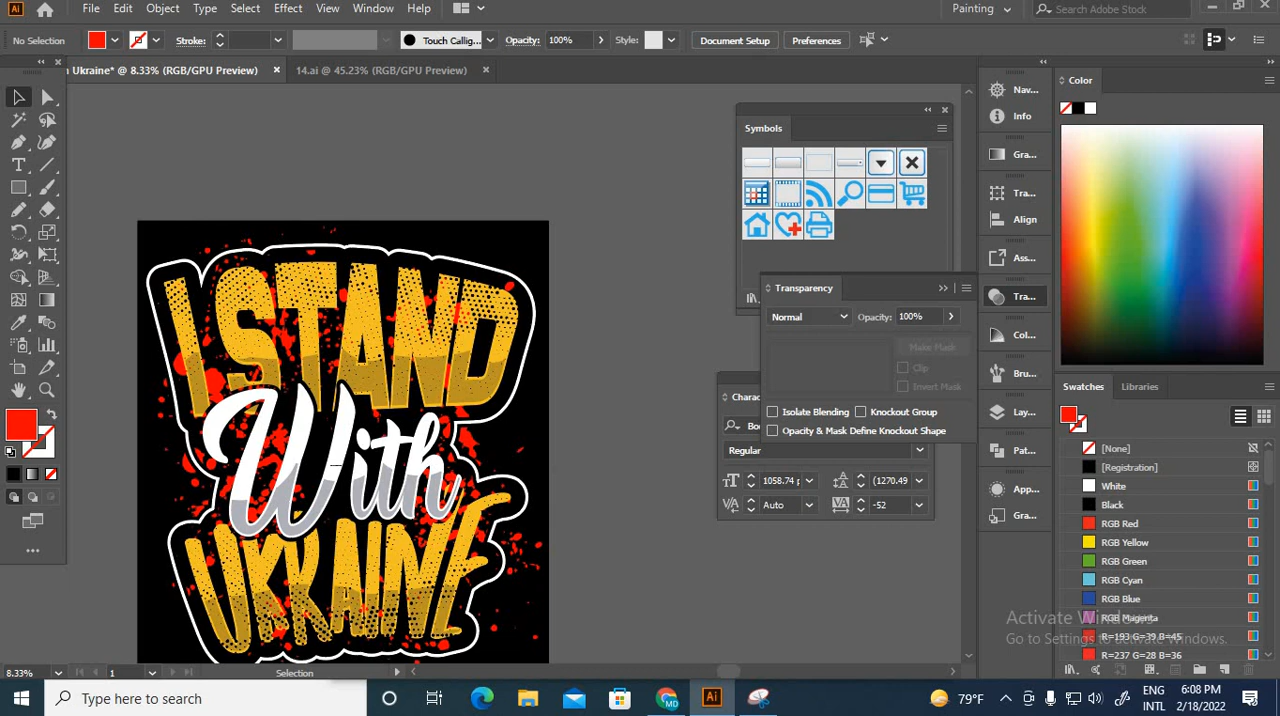 Ai File Edit Object Type Select Effect View Window Help Painting Search Adobe Stock
No Selection Stroke: Touch Callig... Opacity: 100% Style: Document Setup Preferences
Ukraine* @ 8.33% (RGB/GPU Preview) × 14.ai @ 45.23% (RGB/GPU Preview) ×
Color
Nav...
Info
Gra...
Tra...
Align
Ass...
Tra...
Col...
Bru...
Lay...
Pat...
App...
Gra...
Symbols
Transparency
Normal Opacity: 100%
Make Mask
Clip
Invert Mask
Isolate Blending Knockout Group
Opacity & Mask Define Knockout Shape
Charac
Regular
1058.74 p (1270.49
Auto -52
I STAND
With
UKRAINE
Swatches Libraries
[None]
[Registration]
White
Black
RGB Red
RGB Yellow
RGB Green
RGB Cyan
RGB Blue
RGB Magenta
R=193 G=39 B=45
R=237 G=28 B=36
Go to Settings to activate Windows.
8.33% 1 Selection
Type here to search
Ai
MD
79°F
ENG
INTL
6:08 PM
2/18/2022